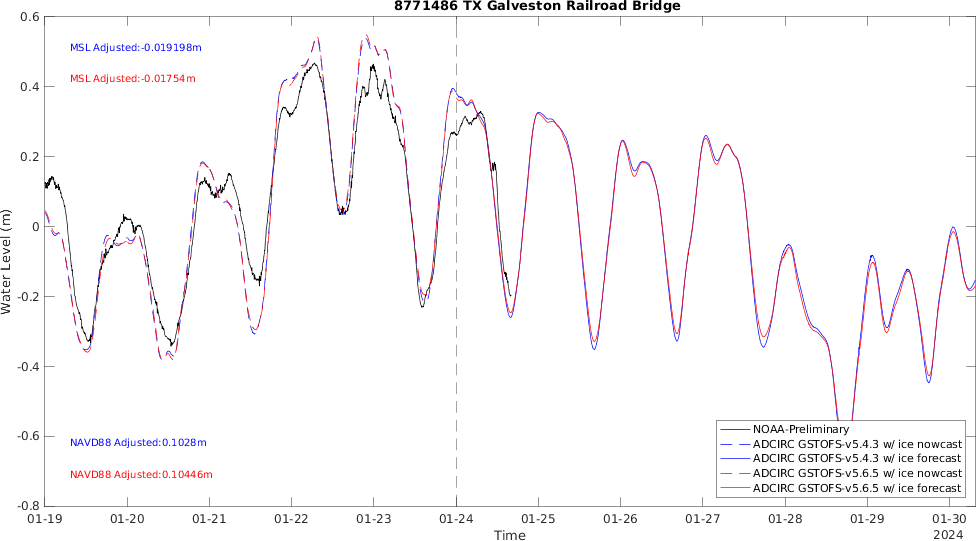 8771486 TX Galveston Railroad Bridge
0.6
MSL Adjusted:-0.019198m
MSL Adjusted:-0.01754m
0.4
0.2
0
-0.2
-0.4
-0.6
-0.8
Water Level (m)
NAVD88 Adjusted:0.1028m
NAVD88 Adjusted:0.10446m
NOAA-Preliminary
ADCIRC GSTOFS-v5.4.3 w/ ice nowcast
ADCIRC GSTOFS-v5.4.3 w/ ice forecast
ADCIRC GSTOFS-v5.6.5 w/ ice nowcast
ADCIRC GSTOFS-v5.6.5 w/ ice forecast
01-19 01-20 01-21 01-22 01-23 01-24 01-25 01-26 01-27 01-28 01-29 01-30
Time
2024